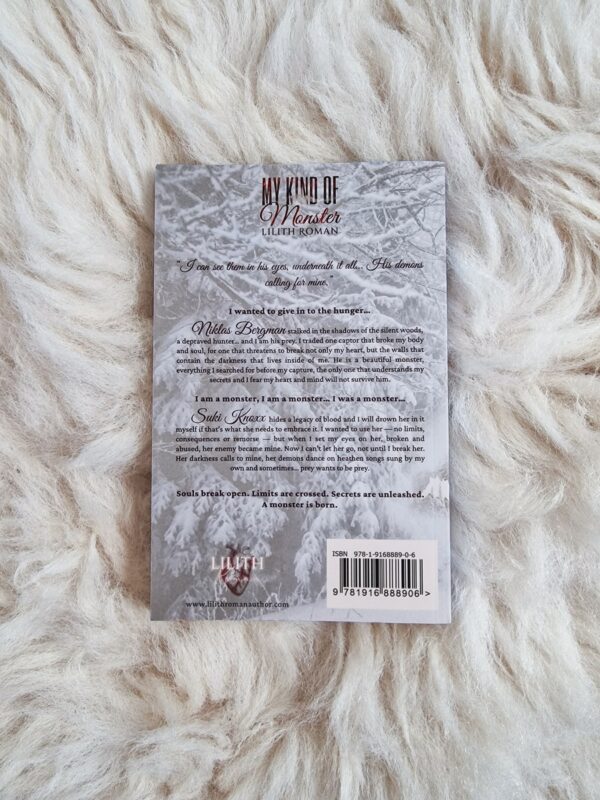 MY KIND OF
Monster
LILITH ROMAN
"I can see them in his eyes, underneath it all... His demons
calling for mine."
I wanted to give in to the hunger...
Niklas Bergman stalked in the shadows of the silent woods,
a depraved hunter... and I am his prey. I traded one captor that broke my body
and soul, for one that threatens to break not only my heart, but the walls that
contain the darkness that lives inside of me. He is a beautiful monster,
everything I searched for before my capture, the only one that understands my
secrets and I fear my heart and mind will not survive him.
I am a monster, I am a monster... I was a monster...
Suki Knoxx hides a legacy of blood and I will drown her in it
myself if that's what she needs to embrace it. I wanted to use her — no limits,
consequences or remorse — but when I set my eyes on her, broken and
abused, her enemy became mine. Now I can't let her go, not until I break her.
Her darkness calls to mine, her demons dance on heathen songs sung by my
own and sometimes... prey wants to be prey.
Souls break open. Limits are crossed. Secrets are unleashed.
A monster is born.
LILITH
www.lilithromanauthor.com
ISBN 978-1-9168889-0-6
9 781916 888906 >